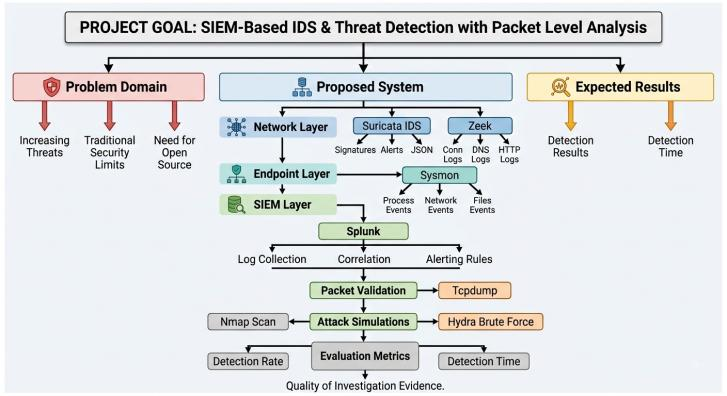 PROJECT GOAL: SIEM-Based IDS & Threat Detection with Packet Level Analysis
Problem Domain
Proposed System
Expected Results
Increasing
Threats
Traditional
Security
Limits
Need for
Open
Source
Network Layer
Suricata IDS
Zeek
Signatures
Alerts
JSON
Conn
Logs
DNS
Logs
HTTP
Logs
Detection
Results
Detection
Time
Endpoint Layer
Sysmon
Process
Events
Network
Events
Files
Events
SIEM Layer
Splunk
Log Collection
Correlation
Alerting Rules
Packet Validation
Tcpdump
Nmap Scan
Attack Simulations
Hydra Brute Force
Detection Rate
Evaluation Metrics
Detection Time
Quality of Investigation Evidence.